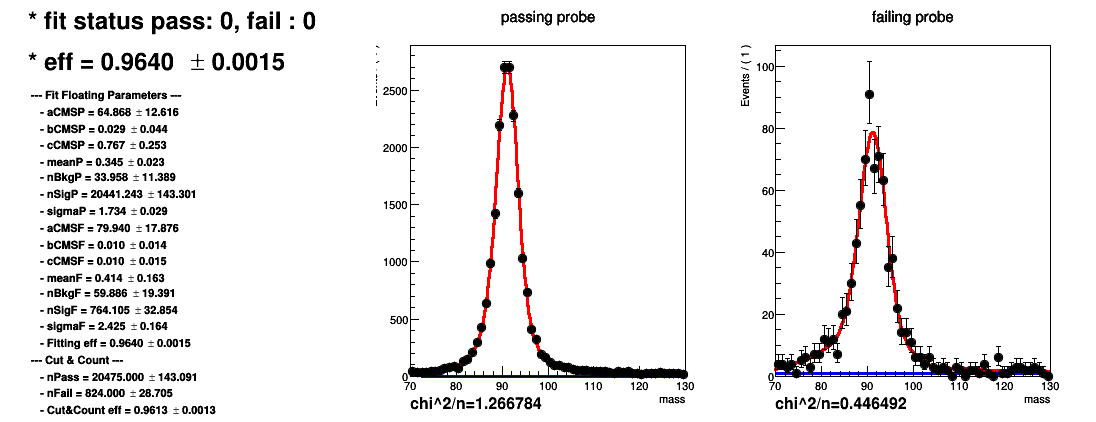 * fit status pass: 0, fail : 0
* eff = 0.9640 ± 0.0015
--- Fit Floating Parameters ---
- aCMSP = 64.868 ± 12.616
- bCMSP = 0.029 ± 0.044
- cCMSP = 0.767 ± 0.253
- meanP = 0.345 ± 0.023
- nBkgP = 33.958 ± 11.389
- nSigP = 20441.243 ± 143.301
- sigmaP = 1.734 ± 0.029
- aCMSF = 79.940 ± 17.876
- bCMSF = 0.010 ± 0.014
- cCMSF = 0.010 ± 0.015
- meanF = 0.414 ± 0.163
- nBkgF = 59.886 ± 19.391
- nSigF = 764.105 ± 32.854
- sigmaF = 2.425 ± 0.164
- Fitting eff = 0.9640 ± 0.0015
--- Cut & Count ---
- nPass = 20475.000 ± 143.091
- nFail = 824.000 ± 28.705
- Cut&Count eff = 0.9613 ± 0.0013
passing probe
2500
2000
1500
1000
500
0
70 80 90 100 110 120 130
mass
chi^2/n=1.266784
failing probe
Events / ( 1 )
100
80
60
40
20
0
70 80 90 100 110 120 130
mass
chi^2/n=0.446492